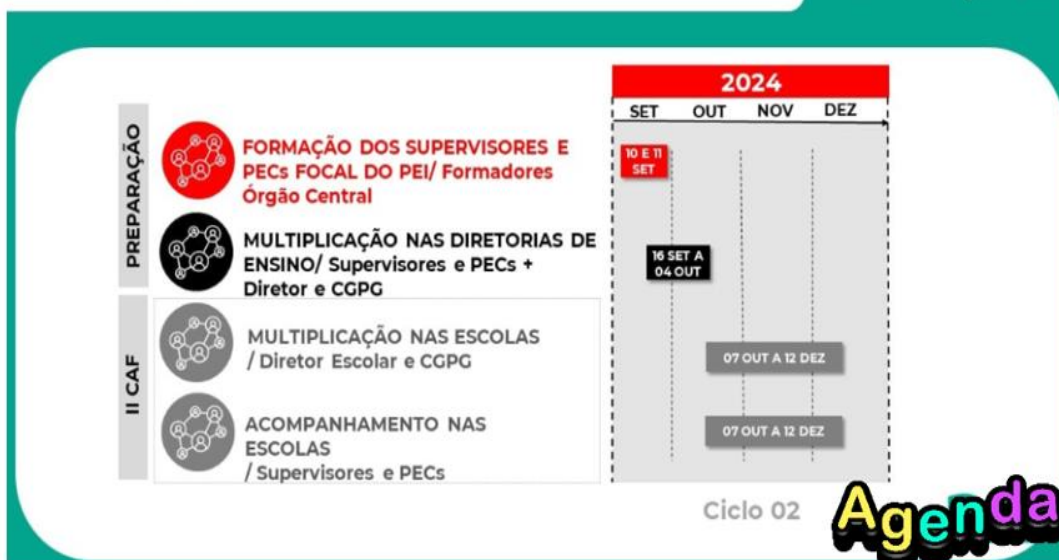 2024
SET OUT NOV DEZ
PREPARAÇÃO
FORMAÇÃO DOS SUPERVISORES E
PECs FOCAL DO PEI/ Formadores
Órgão Central
10 E 11
SET
MULTIPLICAÇÃO NAS DIRETORIAS DE
ENSINO/ Supervisores e PECs +
Diretor e CGPG
16 SET A
04 OUT
II CAF
MULTIPLICAÇÃO NAS ESCOLAS
/ Diretor Escolar e CGPG
07 OUT A 12 DEZ
ACOMPANHAMENTO NAS
ESCOLAS
/ Supervisores e PECs
07 OUT A 12 DEZ
Ciclo 02
Agenda